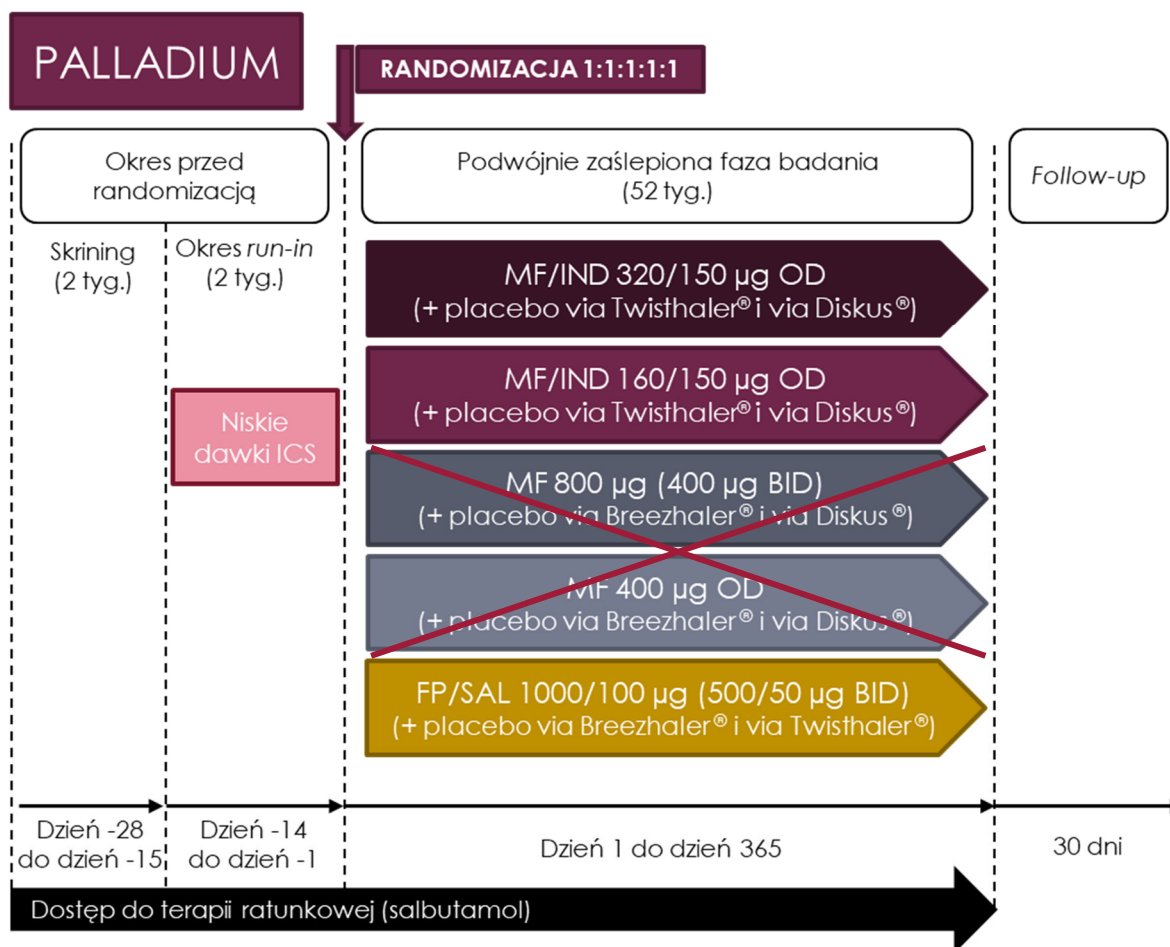 PALLADIUM
RANDOMIZACJA 1:1:1:1:1
Okres przed
randomizacją
Podwójnie zaślepiona faza badania
(52 tyg.)
Follow-up
Skrining
(2 tyg.)
Okres run-in
(2 tyg.)
MF/IND 320/150 µg OD
(+ placebo via Twisthaler® i via Diskus®)
MF/IND 160/150 µg OD
(+ placebo via Twisthaler® i via Diskus®)
Niskie
dawki ICS
MF 800 µg (400 µg BID)
(+ placebo via Breezhaler® i via Diskus®)
MF 400 µg OD
(+ placebo via Breezhaler® i via Diskus®)
FP/SAL 1000/100 µg (500/50 µg BID)
(+ placebo via Breezhaler® i via Twisthaler®)
Dzień -28
do dzień -15
Dzień -14
do dzień -1
Dzień 1 do dzień 365
30 dni
Dostęp do terapii ratunkowej (salbutamol)